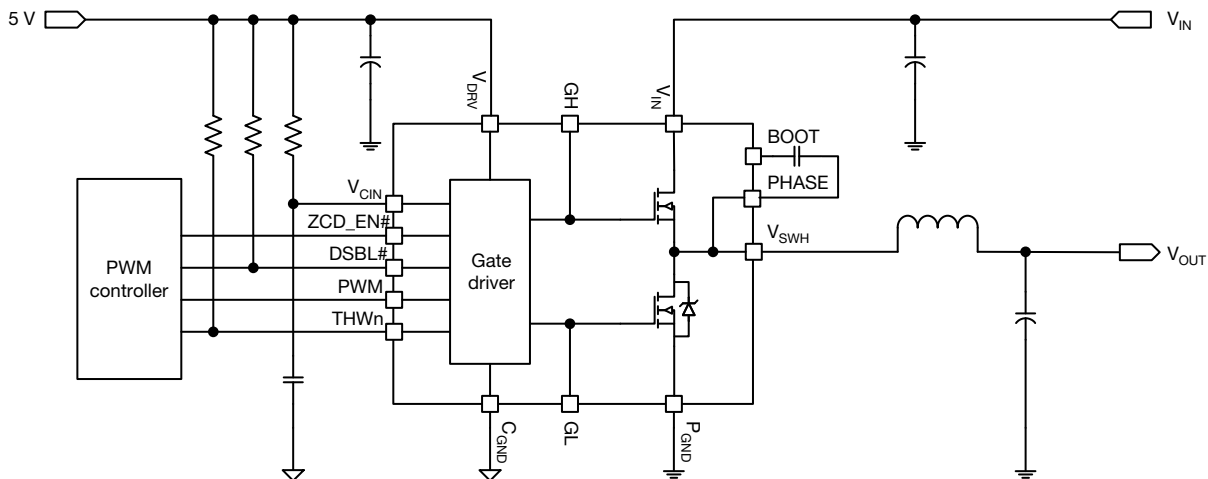 5 V
V_IN
V_DRV
GH
V_IN
BOOT
PHASE
V_CIN
ZCD_EN#
DSBL#
PWM
THWn
PWM
controller
Gate
driver
V_SWH
V_OUT
C_GND
GL
P_GND